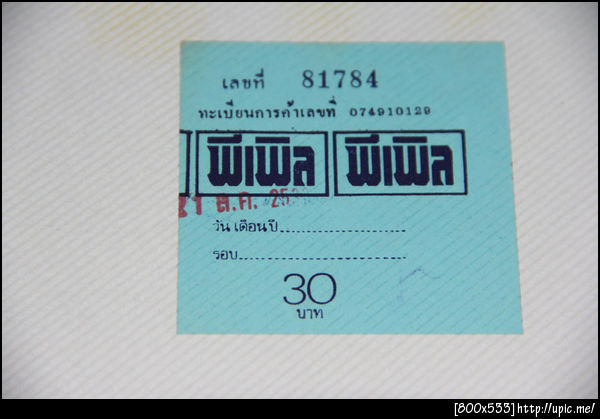 เลขที่ 81784
ทะเบียนการค้าเลขที่ 074910129
พีเพิล พีเพิล
ต.ค.
วัน เดือน ปี
รอบ
30
บาท
[800x533]http://upic.me/